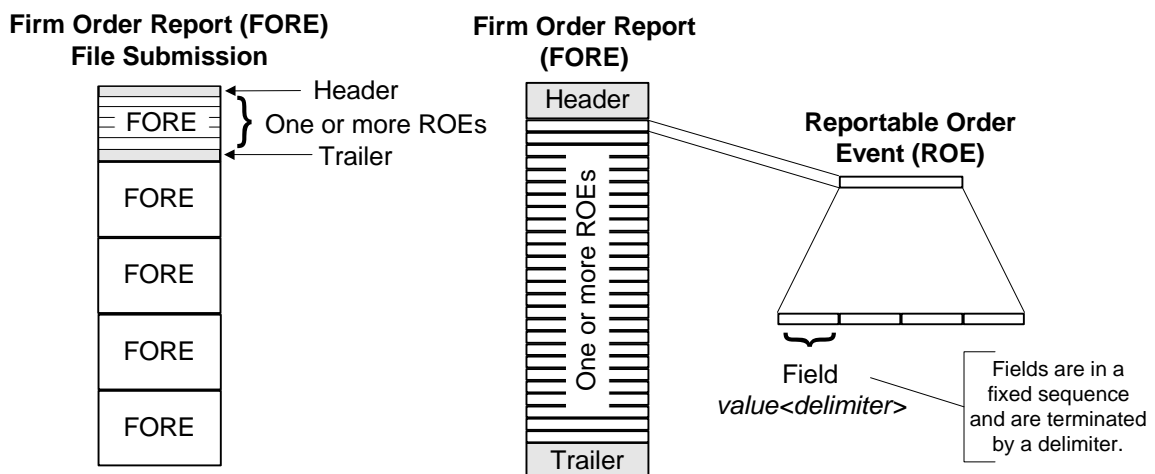 Firm Order Report (FORE)
File Submission
Header
FORE
One or more ROEs
Trailer
FORE
FORE
FORE
FORE
Firm Order Report
(FORE)
Header
One or more ROEs
Trailer
Reportable Order
Event (ROE)
Field
value<delimiter>
Fields are in a
fixed sequence
and are terminated
by a delimiter.